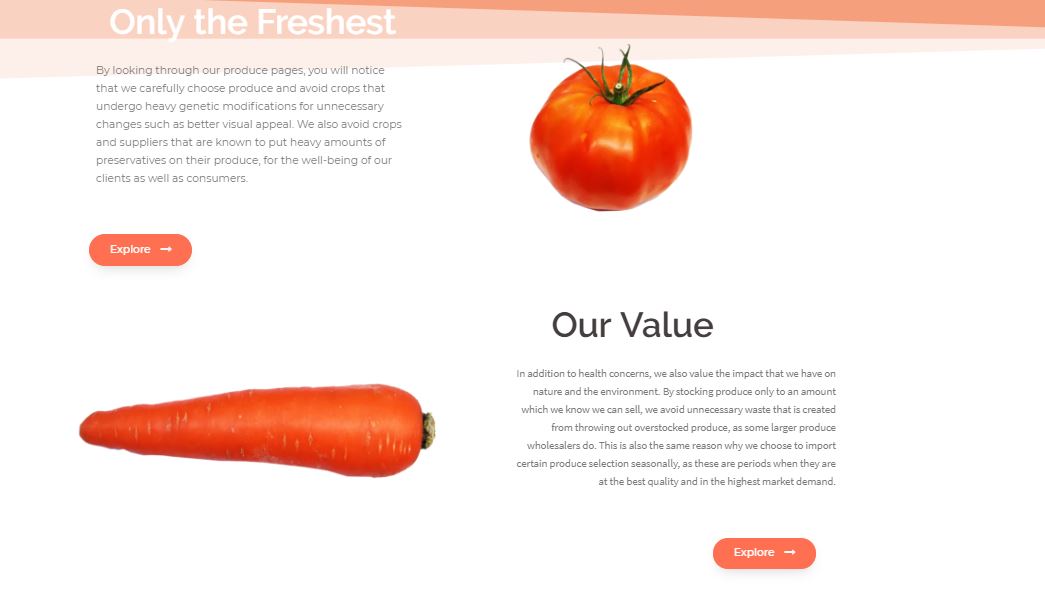 Only the Freshest
By looking through our produce pages, you will notice
that we carefully choose produce and avoid crops that
undergo heavy genetic modifications for unnecessary
changes such as better visual appeal. We also avoid crops
and suppliers that are known to put heavy amounts of
preservatives on their produce, for the well-being of our
clients as well as consumers.
Explore
Our Value
In addition to health concerns, we also value the impact that we have on
nature and the environment. By stocking produce only to an amount
which we know we can sell, we avoid unnecessary waste that is created
from throwing out overstocked produce, as some larger produce
wholesalers do. This is also the same reason why we choose to import
certain produce selection seasonally, as these are periods when they are
at the best quality and in the highest market demand.
Explore